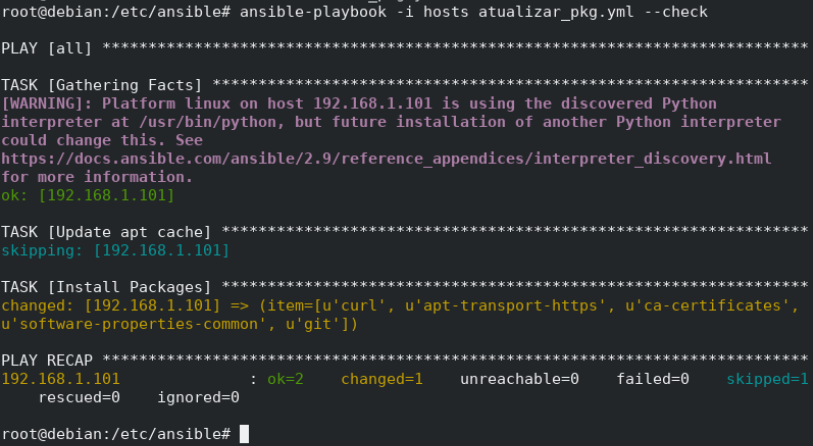 root@debian:/etc/ansible# ansible-playbook -i hosts atualizar_pkg.yml --check
PLAY [all] *****************************************************************************
TASK [Gathering Facts] *****************************************************************
[WARNING]: Platform linux on host 192.168.1.101 is using the discovered Python
interpreter at /usr/bin/python, but future installation of another Python interpreter
could change this. See
https://docs.ansible.com/ansible/2.9/reference_appendices/interpreter_discovery.html
for more information.
ok: [192.168.1.101]
TASK [Update apt cache] ****************************************************************
skipping: [192.168.1.101]
TASK [Install Packages] ****************************************************************
changed: [192.168.1.101] => (item=[u'curl', u'apt-transport-https', u'ca-certificates',
u'software-properties-common', u'git'])
PLAY RECAP *****************************************************************************
192.168.1.101              : ok=2    changed=1    unreachable=0    failed=0    skipped=1
    rescued=0    ignored=0
root@debian:/etc/ansible#